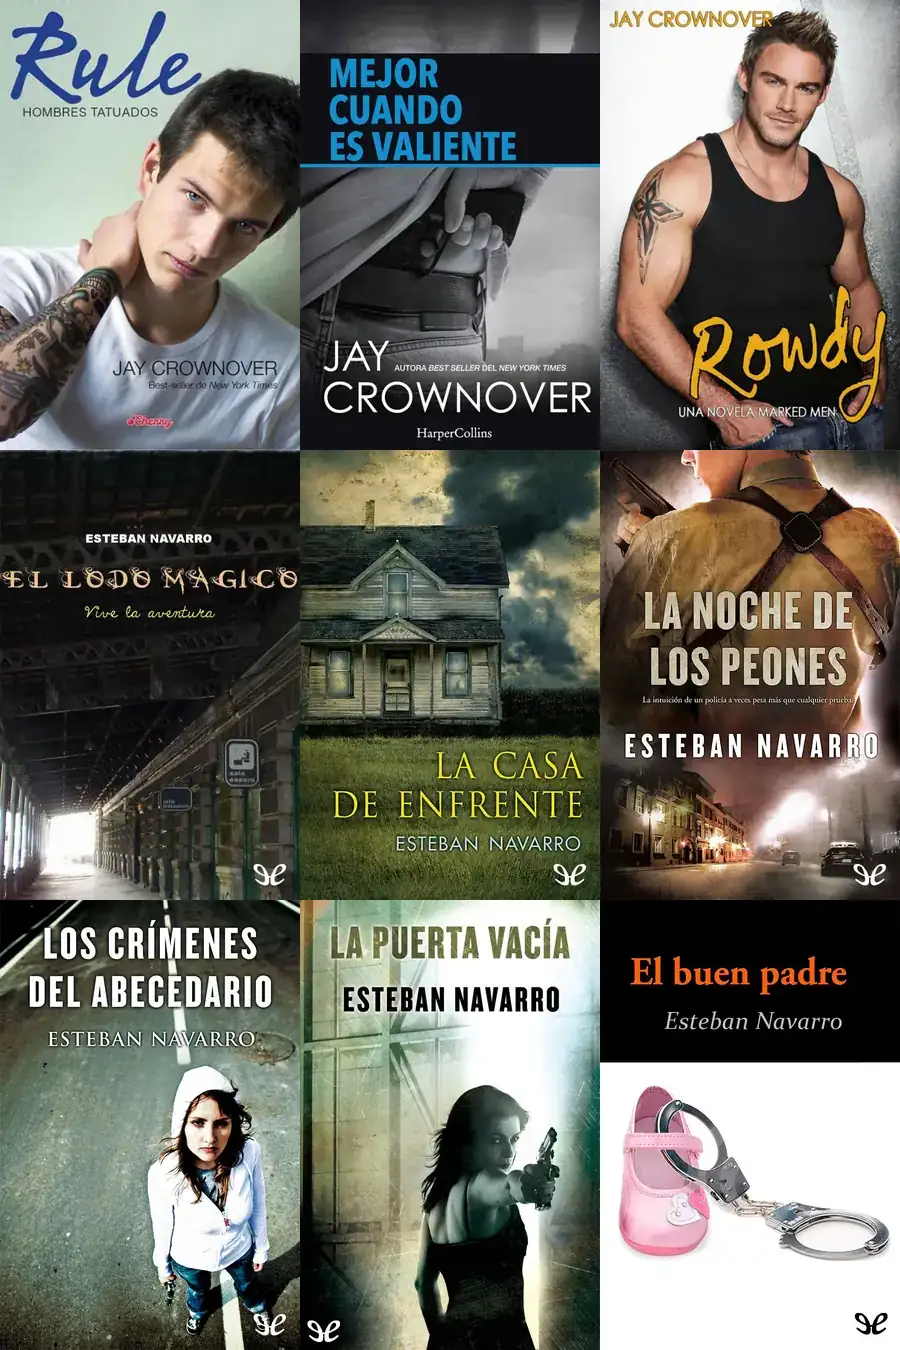 Rule
HOMBRES TATUADOS
JAY CROWNOVER
Best-seller de New York Times
Cherry
MEJOR
CUANDO
ES VALIENTE
JAY
AUTORA BEST SELLER DEL NEW YORK TIMES
CROWNOVER
HarperCollins
JAY CROWNOVER
Rowdy
UNA NOVELA MARKED MEN
ESTEBAN NAVARRO
EL LODO MAGICO
Vive la aventura
sala
LA CASA
DE ENFRENTE
ESTEBAN NAVARRO
LA NOCHE DE
LOS PEONES
La intuición de un policía a veces pesa más que cualquier prueba
ESTEBAN NAVARRO
LOS CRÍMENES
DEL ABECEDARIO
ESTEBAN NAVARRO
LA PUERTA VACÍA
ESTEBAN NAVARRO
El buen padre
Esteban Navarro